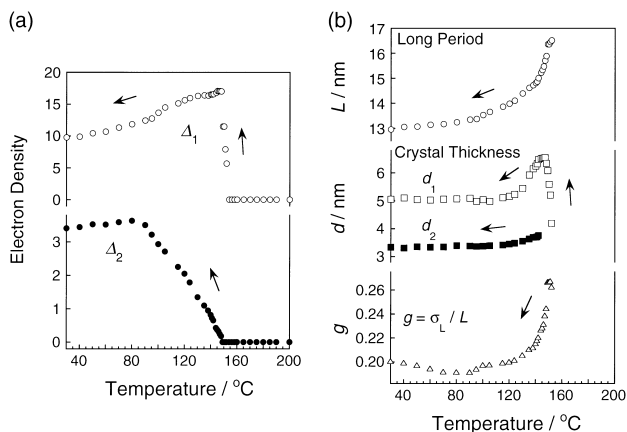 (a)
20
15
10
5
0
Δ1
3
2
1
0
Δ2
Electron Density
40 80 120 160 200
Temperature / °C
(b)
17
16
15
14
13
L / nm
Long Period
6
5
4
3
d / nm
Crystal Thickness
d1
d2
0.26
0.24
0.22
0.20
g
g = σL / L
40 80 120 160 200
Temperature / °C